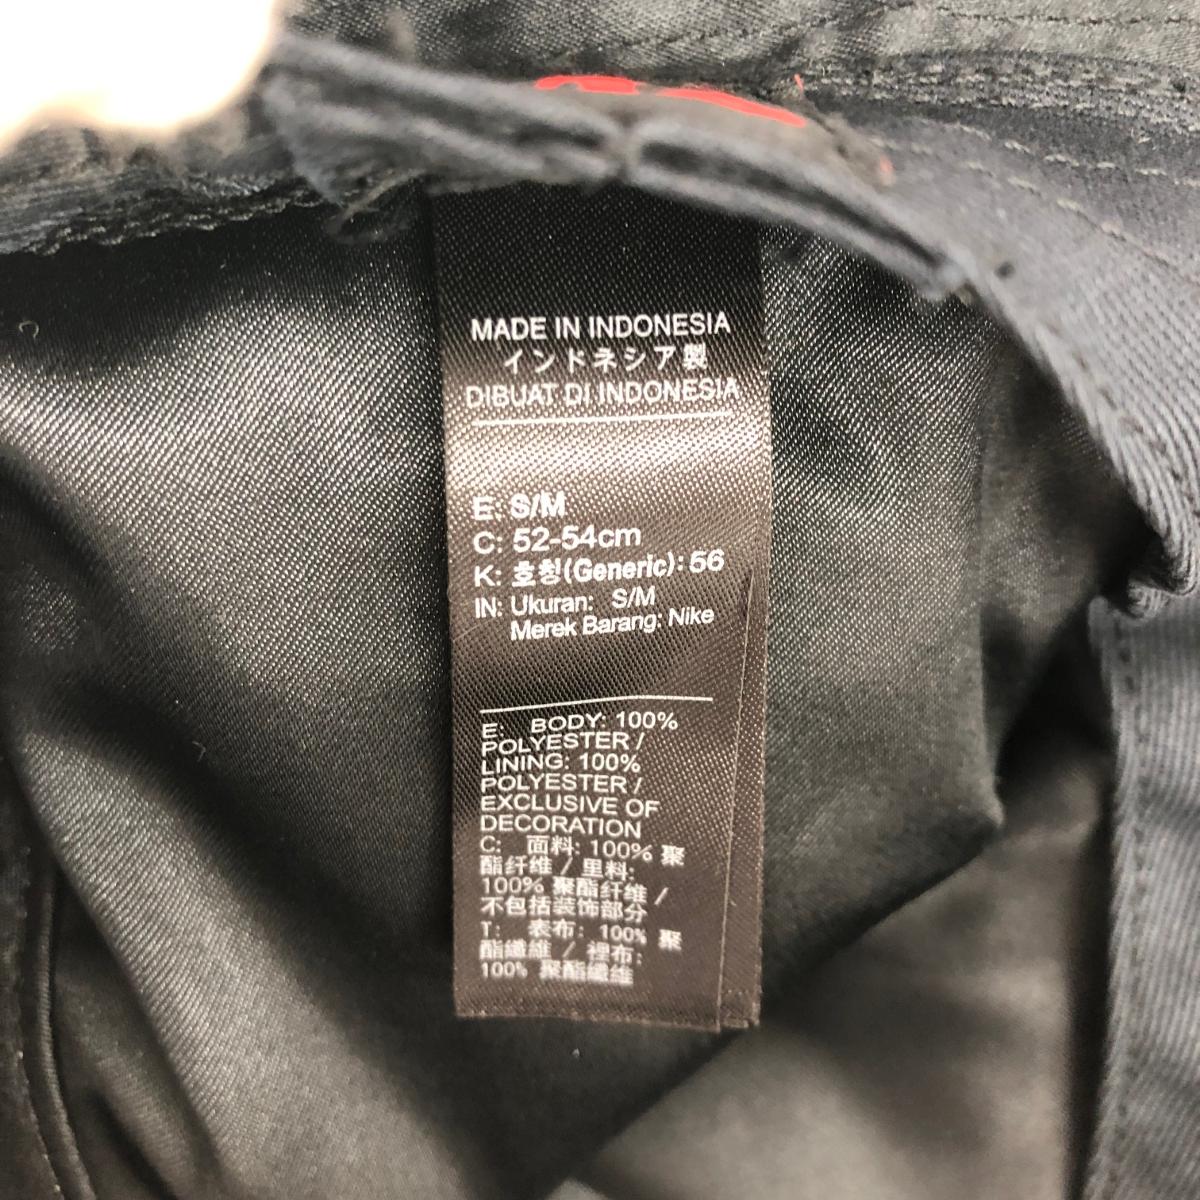 MADE IN INDONESIA
インドネシア製
DIBUAT DI INDONESIA
E: S/M
C: 52-54cm
K: 호칭(Generic): 56
IN: Ukuran: S/M
Merek Barang: Nike
E: BODY: 100%
POLYESTER /
LINING: 100%
POLYESTER /
EXCLUSIVE OF
DECORATION
C: 面料: 100% 聚
酯纤维 / 里料:
100% 聚酯纤维 /
不包括装饰部分
T: 表布: 100% 聚
酯纖維 / 裡布:
100% 聚酯纖維